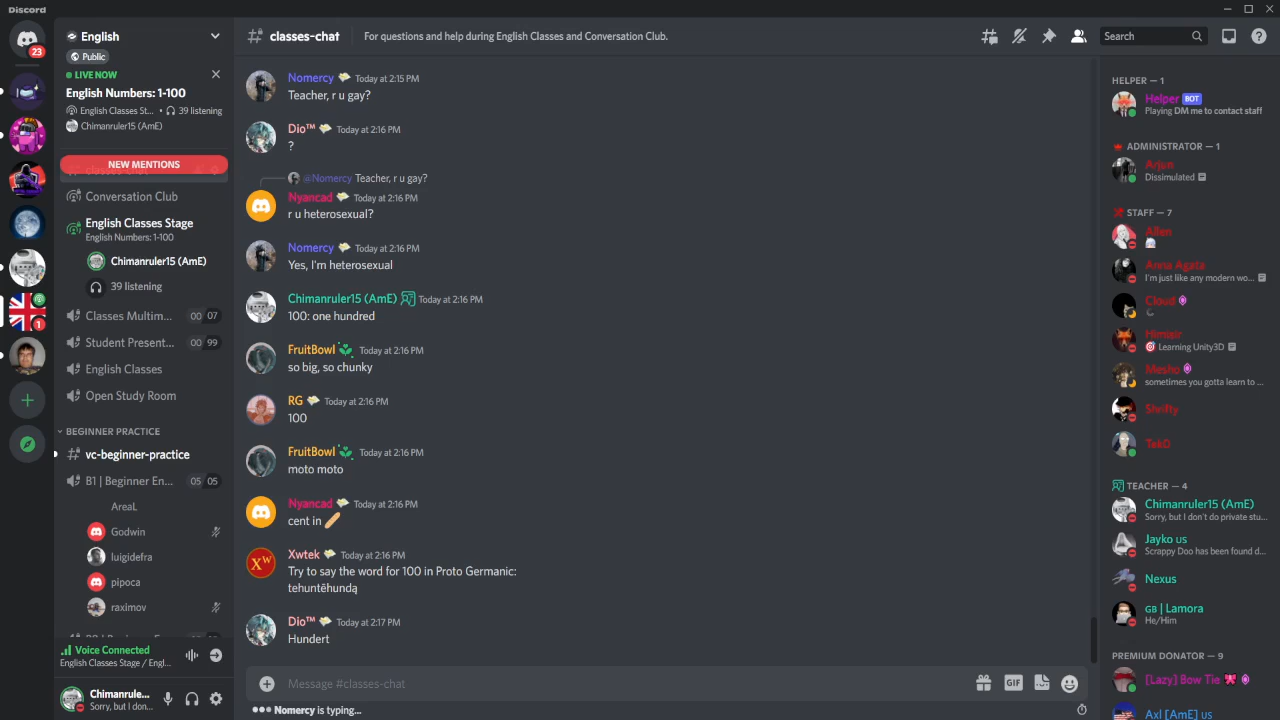 Discord
23
English
Public
LIVE NOW
English Numbers: 1-100
English Classes St... • 39 listening
Chimanruler15 (AmE)
NEW MENTIONS
Conversation Club
English Classes Stage
English Numbers: 1-100
Chimanruler15 (AmE)
39 listening
Classes Multim... 00 07
Student Present... 00 99
English Classes
Open Study Room
BEGINNER PRACTICE
vc-beginner-practice
B1 | Beginner En... 05 05
AreaL
Godwin
luigidefra
pipoca
raximov
Voice Connected
English Classes Stage / Engl...
Chimanrule...
Sorry, but I don...
1
classes-chat
For questions and help during English Classes and Conversation Club.
Search
Nomercy Today at 2:15 PM
Teacher, r u gay?
Dio™ Today at 2:16 PM
?
@Nomercy Teacher, r u gay?
Nyancad Today at 2:16 PM
r u heterosexual?
Nomercy Today at 2:16 PM
Yes, I'm heterosexual
Chimanruler15 (AmE) Today at 2:16 PM
100: one hundred
FruitBowl Today at 2:16 PM
so big, so chunky
RG Today at 2:16 PM
100
FruitBowl Today at 2:16 PM
moto moto
Nyancad Today at 2:16 PM
cent in 🥖
XW
Xwtek Today at 2:16 PM
Try to say the word for 100 in Proto Germanic:
tehuntēhundą
Dio™ Today at 2:17 PM
Hundert
Message #classes-chat
GIF
Nomercy is typing...
HELPER — 1
Helper BOT
Playing DM me to contact staff
ADMINISTRATOR — 1
Arjun
Dissimulated
STAFF — 7
Allen
Anna Agata
I'm just like any modern wo...
Cloud
Himlair
Learning Unity3D
Mesho
sometimes you gotta learn to ...
Shrifty
TekD
TEACHER — 4
Chimanruler15 (AmE)
Sorry, but I don't do private stu...
Jayko us
Scrappy Doo has been found d...
Nexus
GB | Lamora
He/Him
PREMIUM DONATOR — 9
[Lazy] Bow Tie
Axl [AmE] us